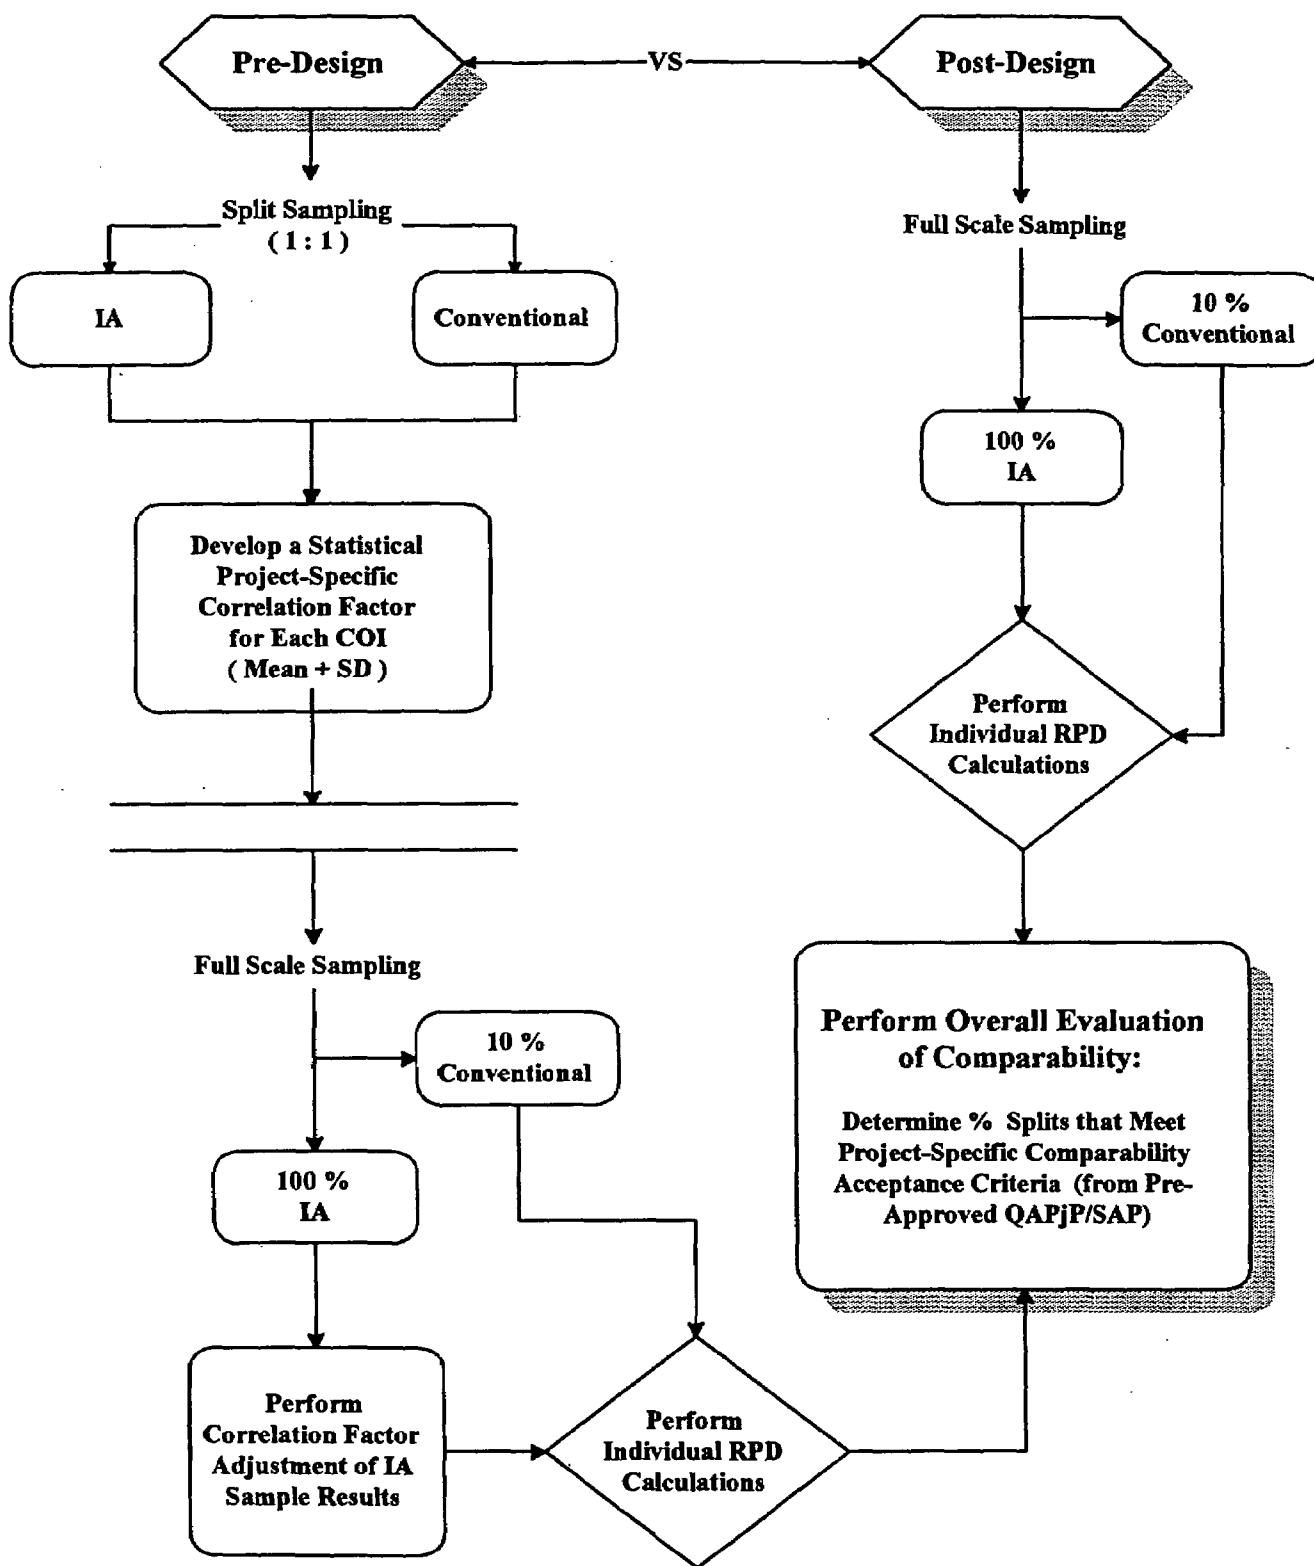 Pre-Design
VS
Post-Design
Split Sampling
( 1 : 1 )
IA
Conventional
Develop a Statistical
Project-Specific
Correlation Factor
for Each COI
( Mean + SD )
Full Scale Sampling
10 %
Conventional
100 %
IA
Perform
Correlation Factor
Adjustment of IA
Sample Results
Perform
Individual RPD
Calculations
Full Scale Sampling
10 %
Conventional
100 %
IA
Perform
Individual RPD
Calculations
Perform Overall Evaluation
of Comparability:
Determine % Splits that Meet
Project-Specific Comparability
Acceptance Criteria (from Pre-
Approved QAPjP/SAP)